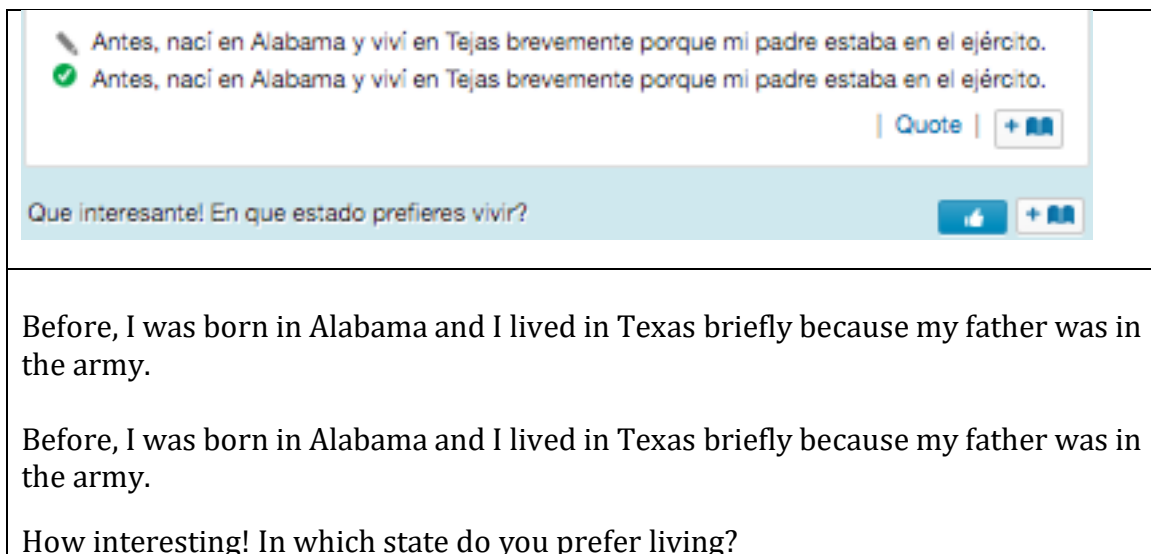 Antes, nací en Alabama y viví en Tejas brevemente porque mi padre estaba en el ejército.
Antes, nací en Alabama y viví en Tejas brevemente porque mi padre estaba en el ejército.
| Quote | +
Que interesante! En que estado prefieres vivir? +
Before, I was born in Alabama and I lived in Texas briefly because my father was in
the army.
Before, I was born in Alabama and I lived in Texas briefly because my father was in
the army.
How interesting! In which state do you prefer living?